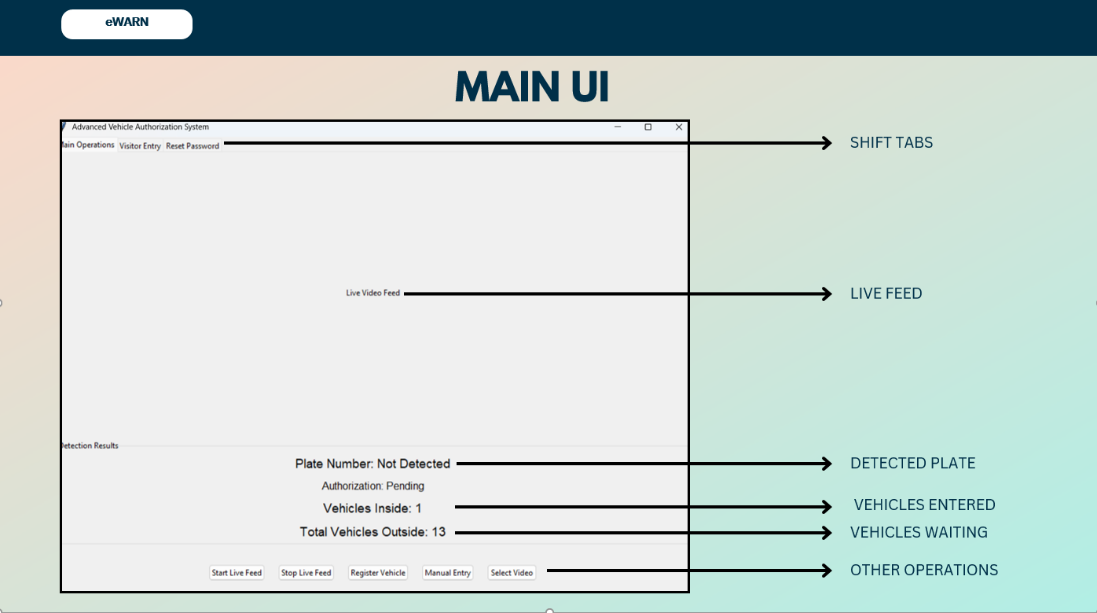 eWARN
MAIN UI
Advanced Vehicle Authorization System
Main Operations Visitor Entry Reset Password
SHIFT TABS
Live Video Feed
LIVE FEED
Detection Results
Plate Number: Not Detected
DETECTED PLATE
Authorization: Pending
Vehicles Inside: 1
VEHICLES ENTERED
Total Vehicles Outside: 13
VEHICLES WAITING
Start Live Feed Stop Live Feed Register Vehicle Manual Entry Select Video
OTHER OPERATIONS